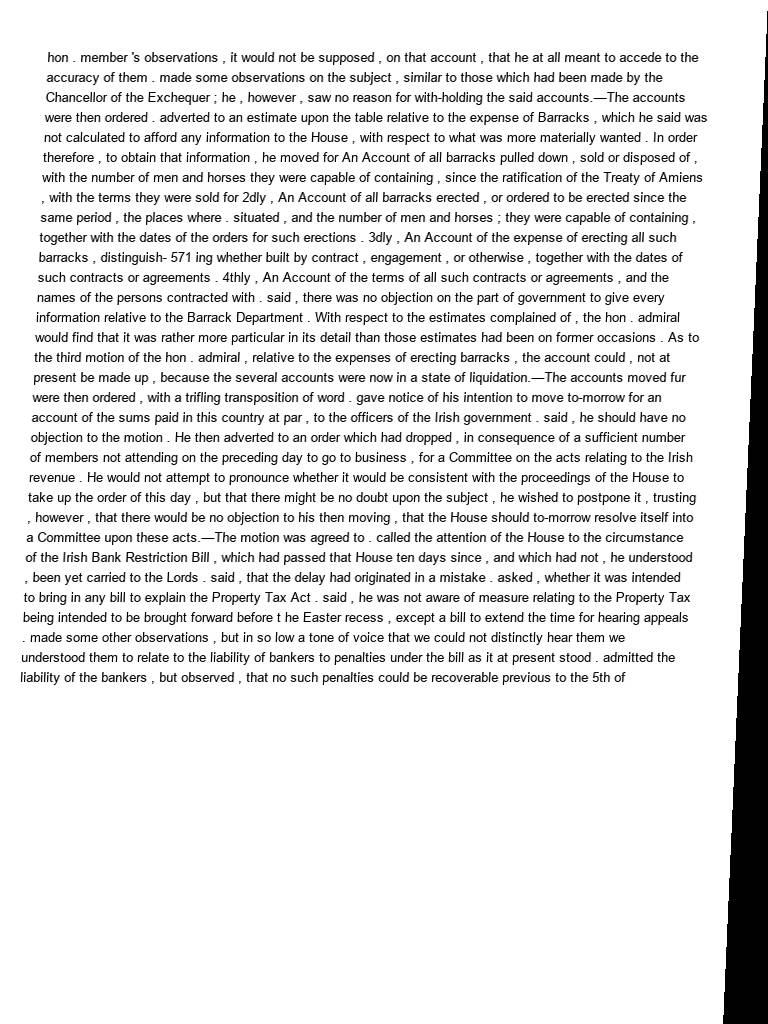 hon . member 's observations , it would not be supposed , on that account , that he at all meant to accede to the
accuracy of them . made some observations on the subject , similar to those which had been made by the
Chancellor of the Exchequer ; he , however , saw no reason for with-holding the said accounts.—The accounts
were then ordered . adverted to an estimate upon the table relative to the expense of Barracks , which he said was
not calculated to afford any information to the House , with respect to what was more materially wanted . In order
therefore , to obtain that information , he moved for An Account of all barracks pulled down , sold or disposed of ,
with the number of men and horses they were capable of containing , since the ratification of the Treaty of Amiens
, with the terms they were sold for 2dly , An Account of all barracks erected , or ordered to be erected since the
same period , the places where . situated , and the number of men and horses ; they were capable of containing ,
together with the dates of the orders for such erections . 3dly , An Account of the expense of erecting all such
barracks , distinguish- 571 ing whether built by contract , engagement , or otherwise , together with the dates of
such contracts or agreements . 4thly , An Account of the terms of all such contracts or agreements , and the
names of the persons contracted with . said , there was no objection on the part of government to give every
information relative to the Barrack Department . With respect to the estimates complained of , the hon . admiral
would find that it was rather more particular in its detail than those estimates had been on former occasions . As to
the third motion of the hon . admiral , relative to the expenses of erecting barracks , the account could , not at
present be made up , because the several accounts were now in a state of liquidation.—The accounts moved fur
were then ordered , with a trifling transposition of word . gave notice of his intention to move to-morrow for an
account of the sums paid in this country at par , to the officers of the Irish government . said , he should have no
objection to the motion . He then adverted to an order which had dropped , in consequence of a sufficient number
of members not attending on the preceding day to go to business , for a Committee on the acts relating to the Irish
revenue . He would not attempt to pronounce whether it would be consistent with the proceedings of the House to
take up the order of this day , but that there might be no doubt upon the subject , he wished to postpone it , trusting
, however , that there would be no objection to his then moving , that the House should to-morrow resolve itself into
a Committee upon these acts.—The motion was agreed to . called the attention of the House to the circumstance
of the Irish Bank Restriction Bill , which had passed that House ten days since , and which had not , he understood
, been yet carried to the Lords . said , that the delay had originated in a mistake . asked , whether it was intended
to bring in any bill to explain the Property Tax Act . said , he was not aware of measure relating to the Property Tax
being intended to be brought forward before t he Easter recess , except a bill to extend the time for hearing appeals
. made some other observations , but in so low a tone of voice that we could not distinctly hear them we
understood them to relate to the liability of bankers to penalties under the bill as it at present stood . admitted the
liability of the bankers , but observed , that no such penalties could be recoverable previous to the 5th of